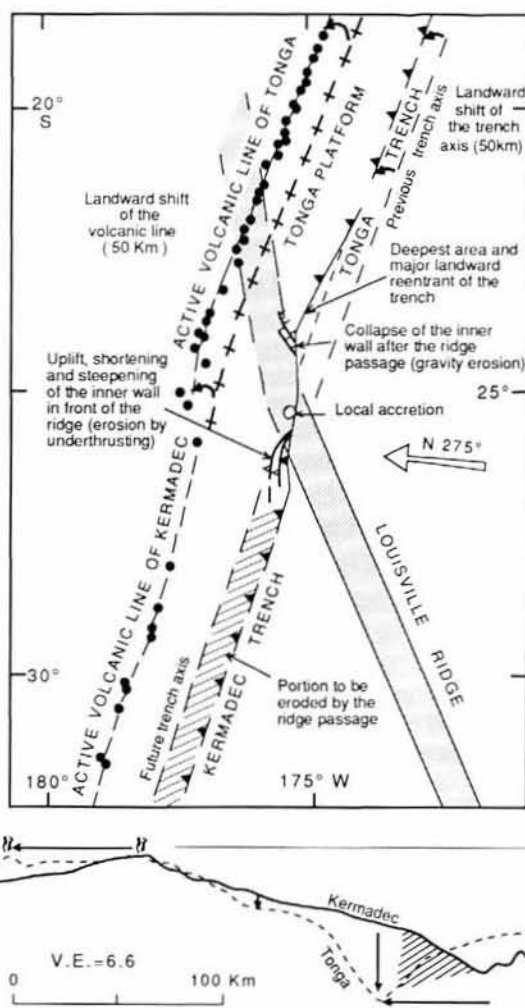 20°
S
ACTIVE VOLCANIC LINE OF TONGA
TONGA PLATFORM
TONGA TRENCH
Previous trench axis
Landward
shift of
the trench
axis (50km)
Landward shift
of the
volcanic line
(50 Km)
Deepest area and
major landward
reentrant of the
trench
Collapse of the inner
wall after the ridge
passage (gravity erosion)
Uplift, shortening
and steepening
of the inner wall
in front of the
ridge (erosion by
underthrusting)
25°
Local accretion
N 275°
ACTIVE VOLCANIC LINE OF KERMADEC
LOUISVILLE RIDGE
30°
Future trench axis
KERMADEC TRENCH
Portion to be
eroded by the
ridge passage
180°
175° W
Kermadec
Tonga
V.E.=6.6
0 100 Km